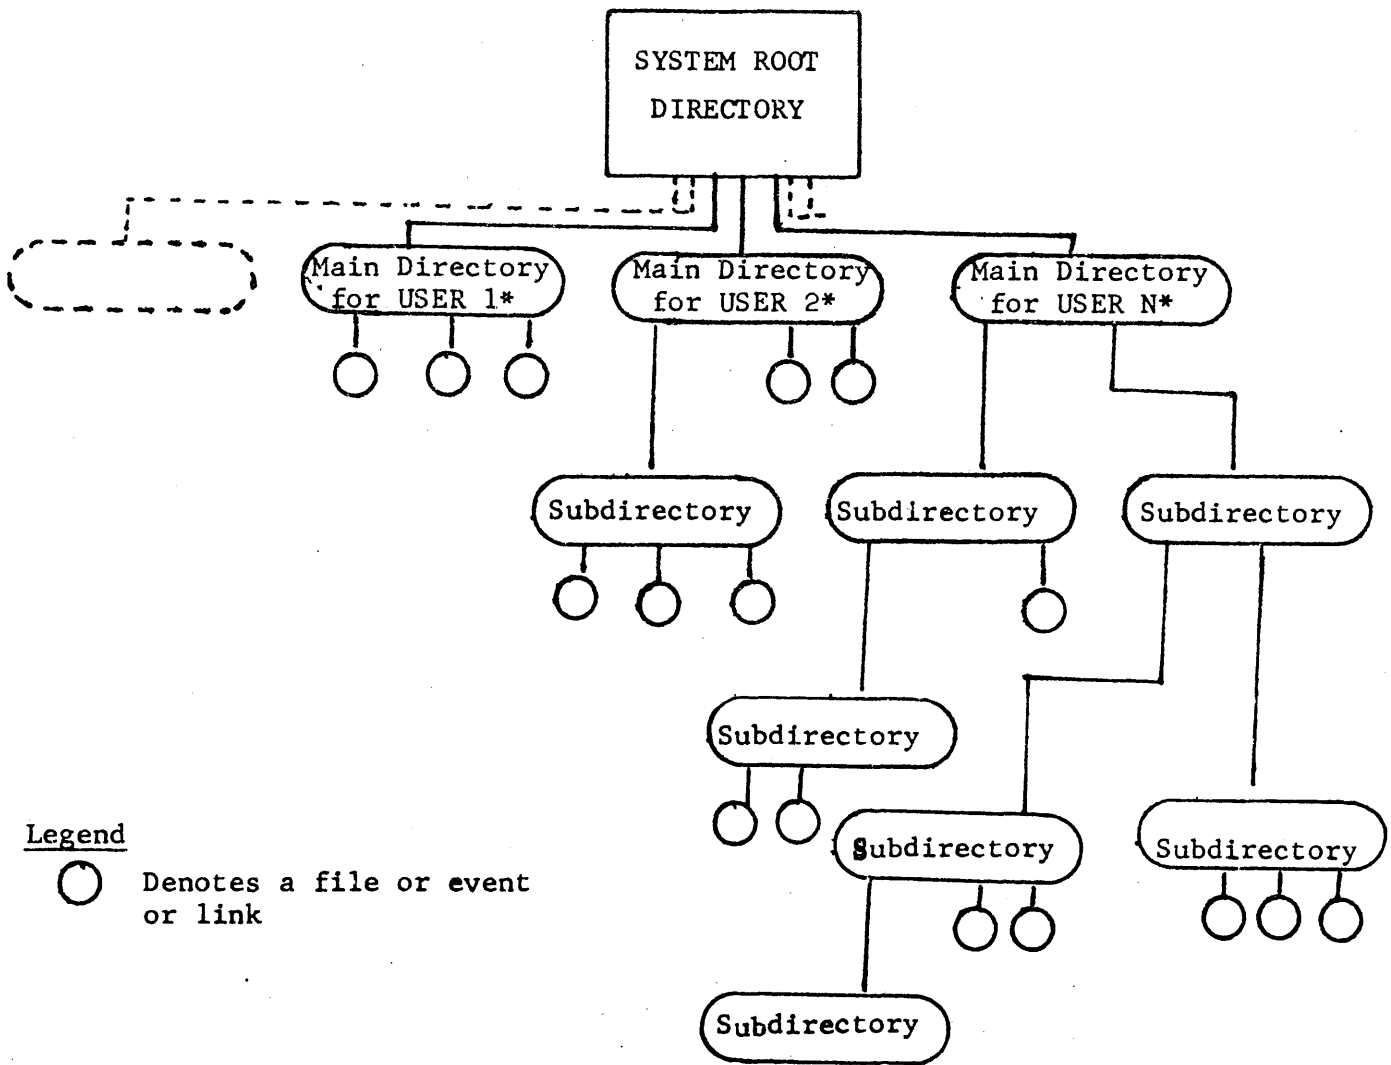 SYSTEM ROOT
DIRECTORY
Main Directory
for USER 1*
Main Directory
for USER 2*
Main Directory
for USER N*
Subdirectory
Subdirectory
Subdirectory
Subdirectory
Subdirectory
Subdirectory
Subdirectory
Legend
Denotes a file or event
or link